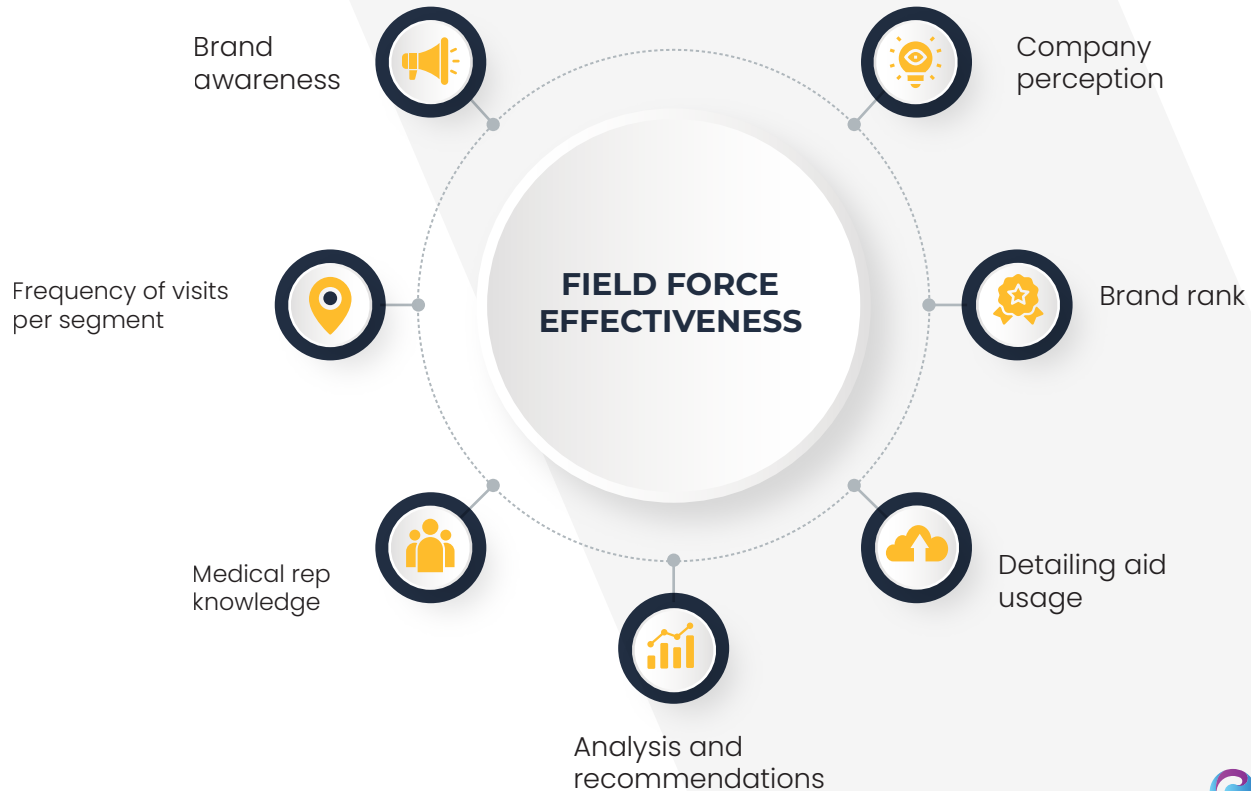 Brand
awareness
Company
perception
Frequency of visits
per segment
FIELD FORCE
EFFECTIVENESS
Brand rank
Medical rep
knowledge
Detailing aid
usage
Analysis and
recommendations